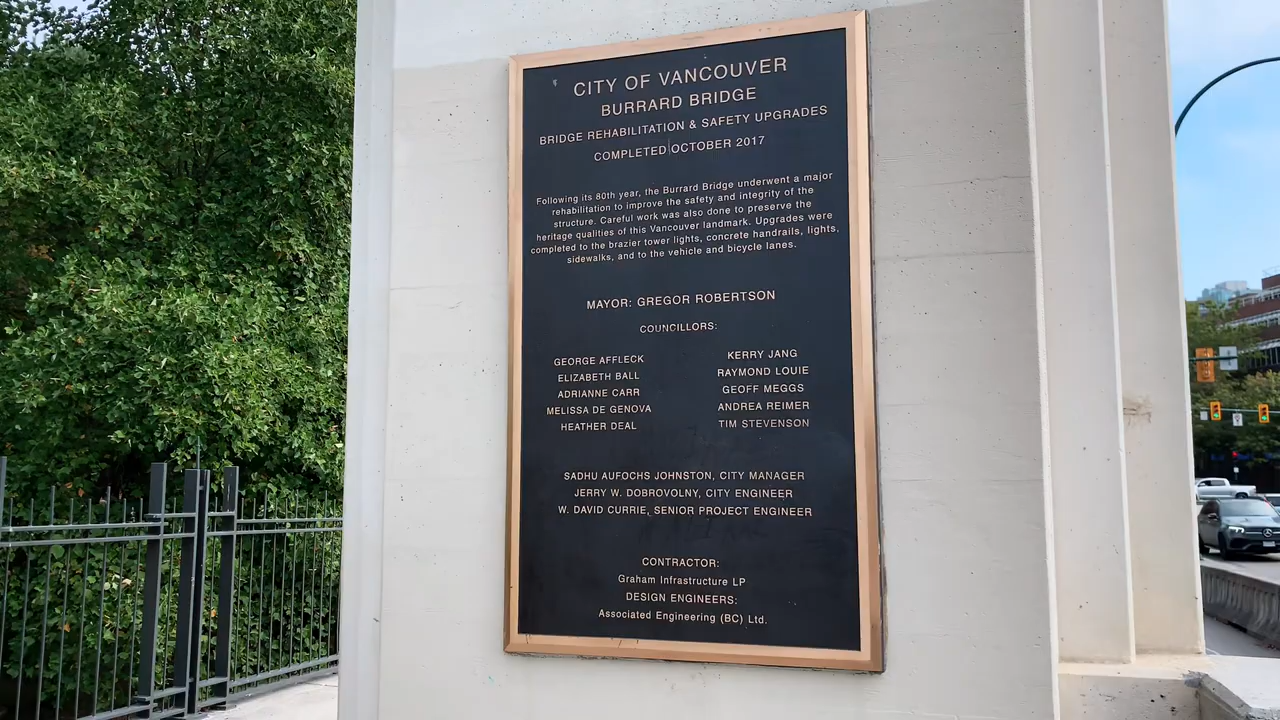 CITY OF VANCOUVER
BURRARD BRIDGE
BRIDGE REHABILITATION & SAFETY UPGRADES
COMPLETED OCTOBER 2017
Following its 80th year, the Burrard Bridge underwent a major
rehabilitation to improve the safety and integrity of the
structure. Careful work was also done to preserve the
heritage qualities of this Vancouver landmark. Upgrades were
completed to the brazier tower lights, concrete handrails, lights,
sidewalks, and to the vehicle and bicycle lanes.
MAYOR: GREGOR ROBERTSON
COUNCILLORS:
GEORGE AFFLECK
ELIZABETH BALL
ADRIANNE CARR
MELISSA DE GENOVA
HEATHER DEAL
KERRY JANG
RAYMOND LOUIE
GEOFF MEGGS
ANDREA REIMER
TIM STEVENSON
SADHU AUFOCHS JOHNSTON, CITY MANAGER
JERRY W. DOBROVOLNY, CITY ENGINEER
W. DAVID CURRIE, SENIOR PROJECT ENGINEER
CONTRACTOR:
Graham Infrastructure LP
DESIGN ENGINEERS:
Associated Engineering (BC) Ltd.